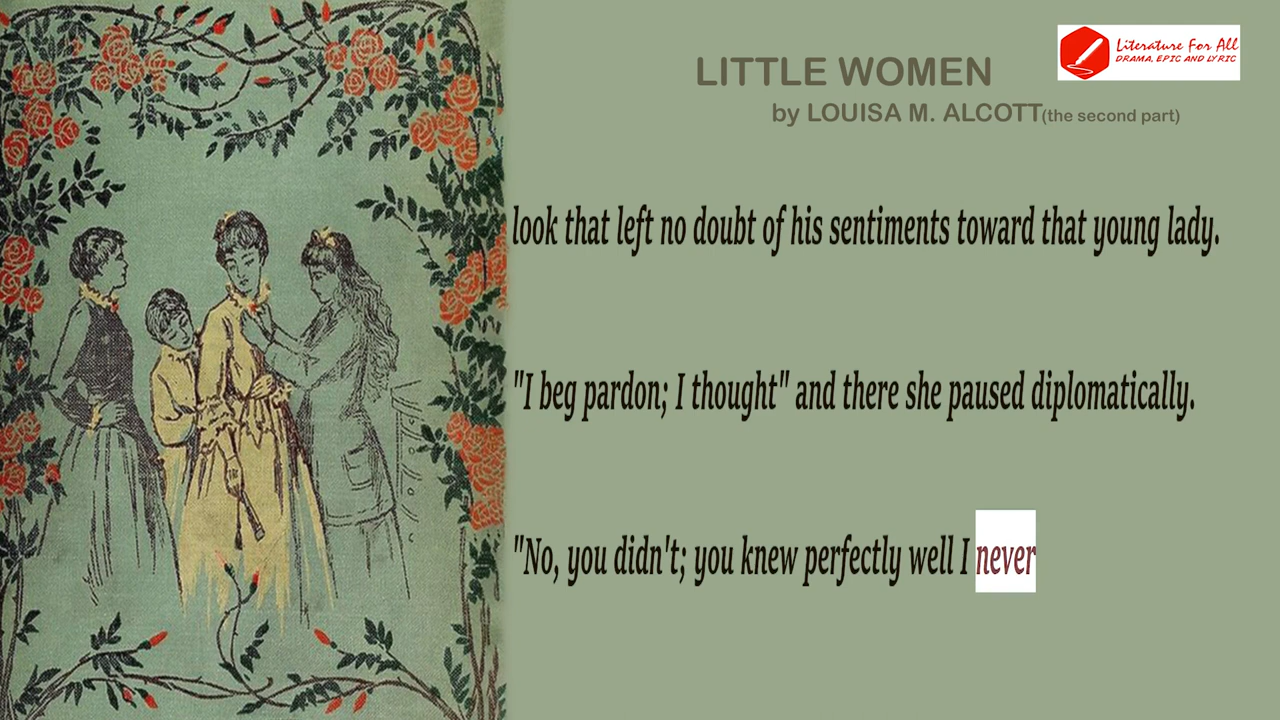 LITTLE WOMEN
by LOUISA M. ALCOTT(the second part)
Literature For All
DRAMA, EPIC AND LYRIC
look that left no doubt of his sentiments toward that young lady.
"I beg pardon; I thought" and there she paused diplomatically.
"No, you didn't; you knew perfectly well I never